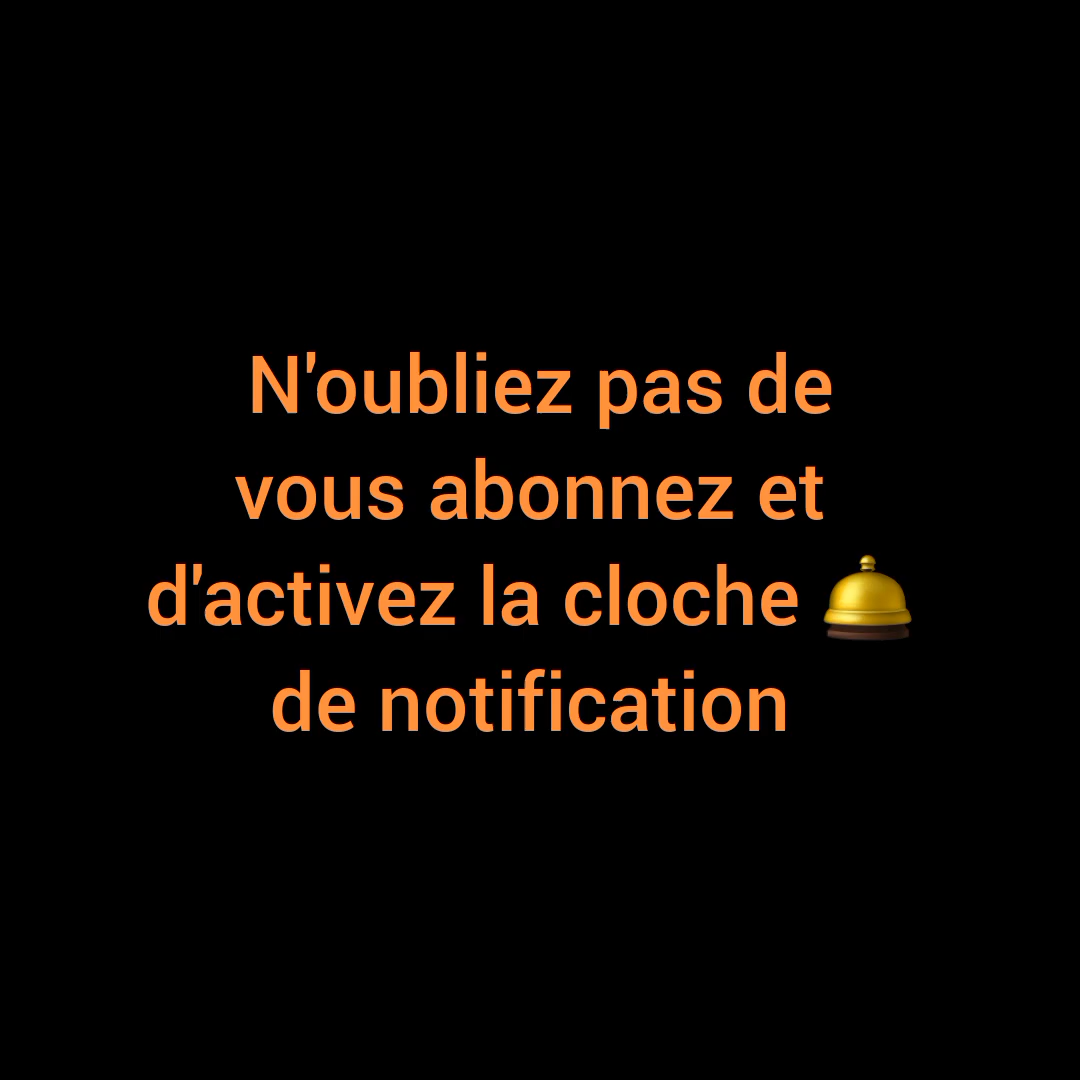 N'oubliez pas de
vous abonnez et
d'activez la cloche 🛎️
de notification